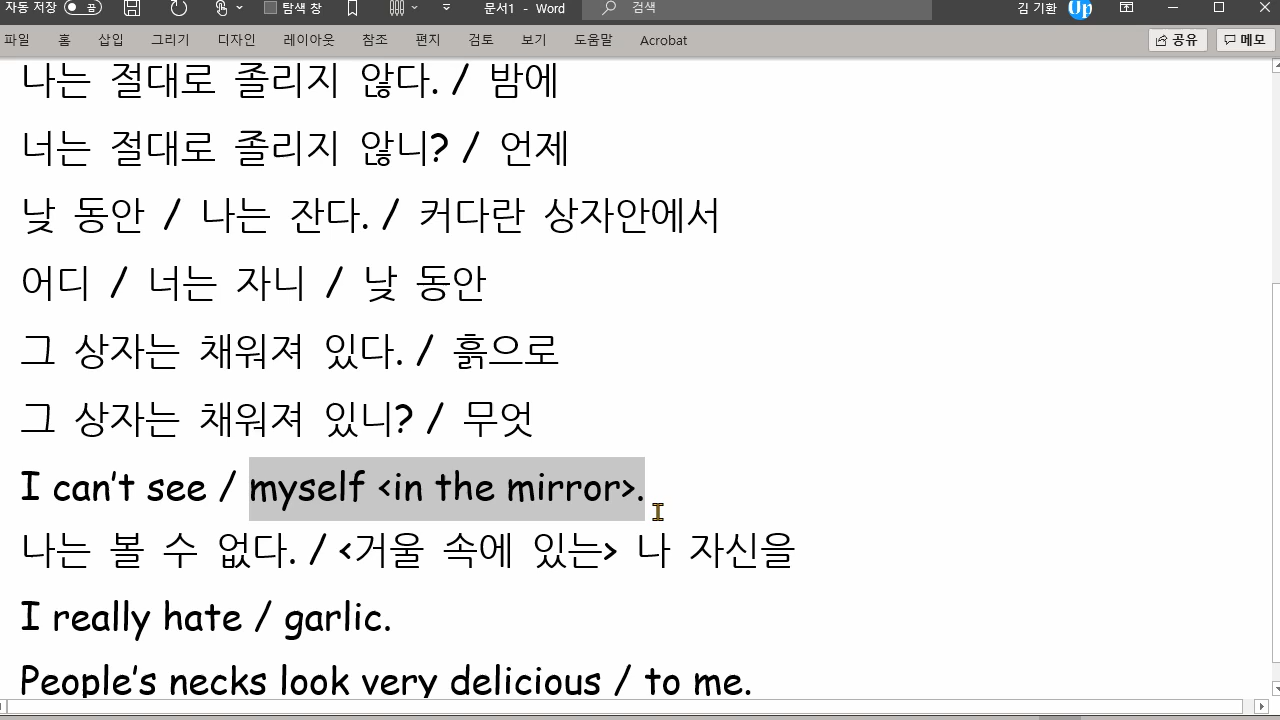 자동 저장 끔 탐색 창 문서1 - Word 검색 김 기환 Up
파일 홈 삽입 그리기 디자인 레이아웃 참조 편지 검토 보기 도움말 Acrobat 공유 메모
나는 절대로 졸리지 않다. / 밤에
너는 절대로 졸리지 않니? / 언제
낮 동안 / 나는 잔다. / 커다란 상자안에서
어디 / 너는 자니 / 낮 동안
그 상자는 채워져 있다. / 흙으로
그 상자는 채워져 있니? / 무엇
I can't see / myself <in the mirror>.
나는 볼 수 없다. / <거울 속에 있는> 나 자신을
I really hate / garlic.
People's necks look very delicious / to me.